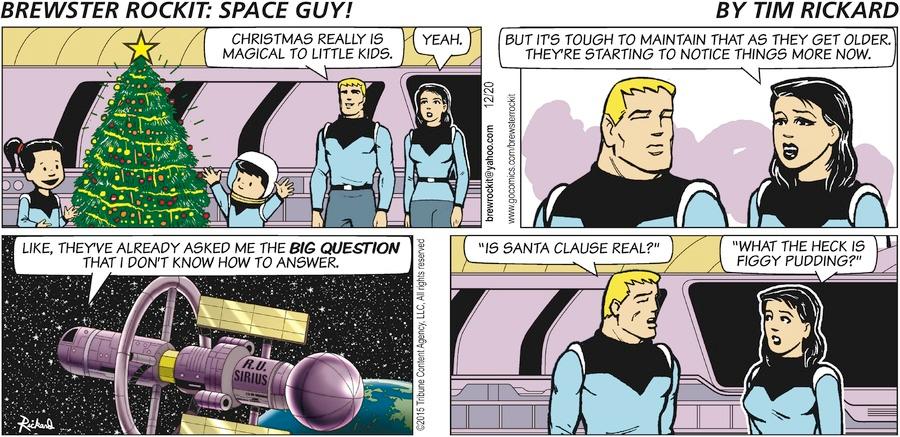 BREWSTER ROCKIT: SPACE GUY!
BY TIM RICKARD
CHRISTMAS REALLY IS
MAGICAL TO LITTLE KIDS.
YEAH.
brewrockit@yahoo.com 12/20
www.gocomics.com/brewsterrockit
BUT IT'S TOUGH TO MAINTAIN THAT AS THEY GET OLDER.
THEY'RE STARTING TO NOTICE THINGS MORE NOW.
LIKE, THEY'VE ALREADY ASKED ME THE BIG QUESTION
THAT I DON'T KNOW HOW TO ANSWER.
R.U.
SIRIUS
Rickard
©2015 Tribune Content Agency, LLC, All rights reserved
"IS SANTA CLAUSE REAL?"
"WHAT THE HECK IS
FIGGY PUDDING?"